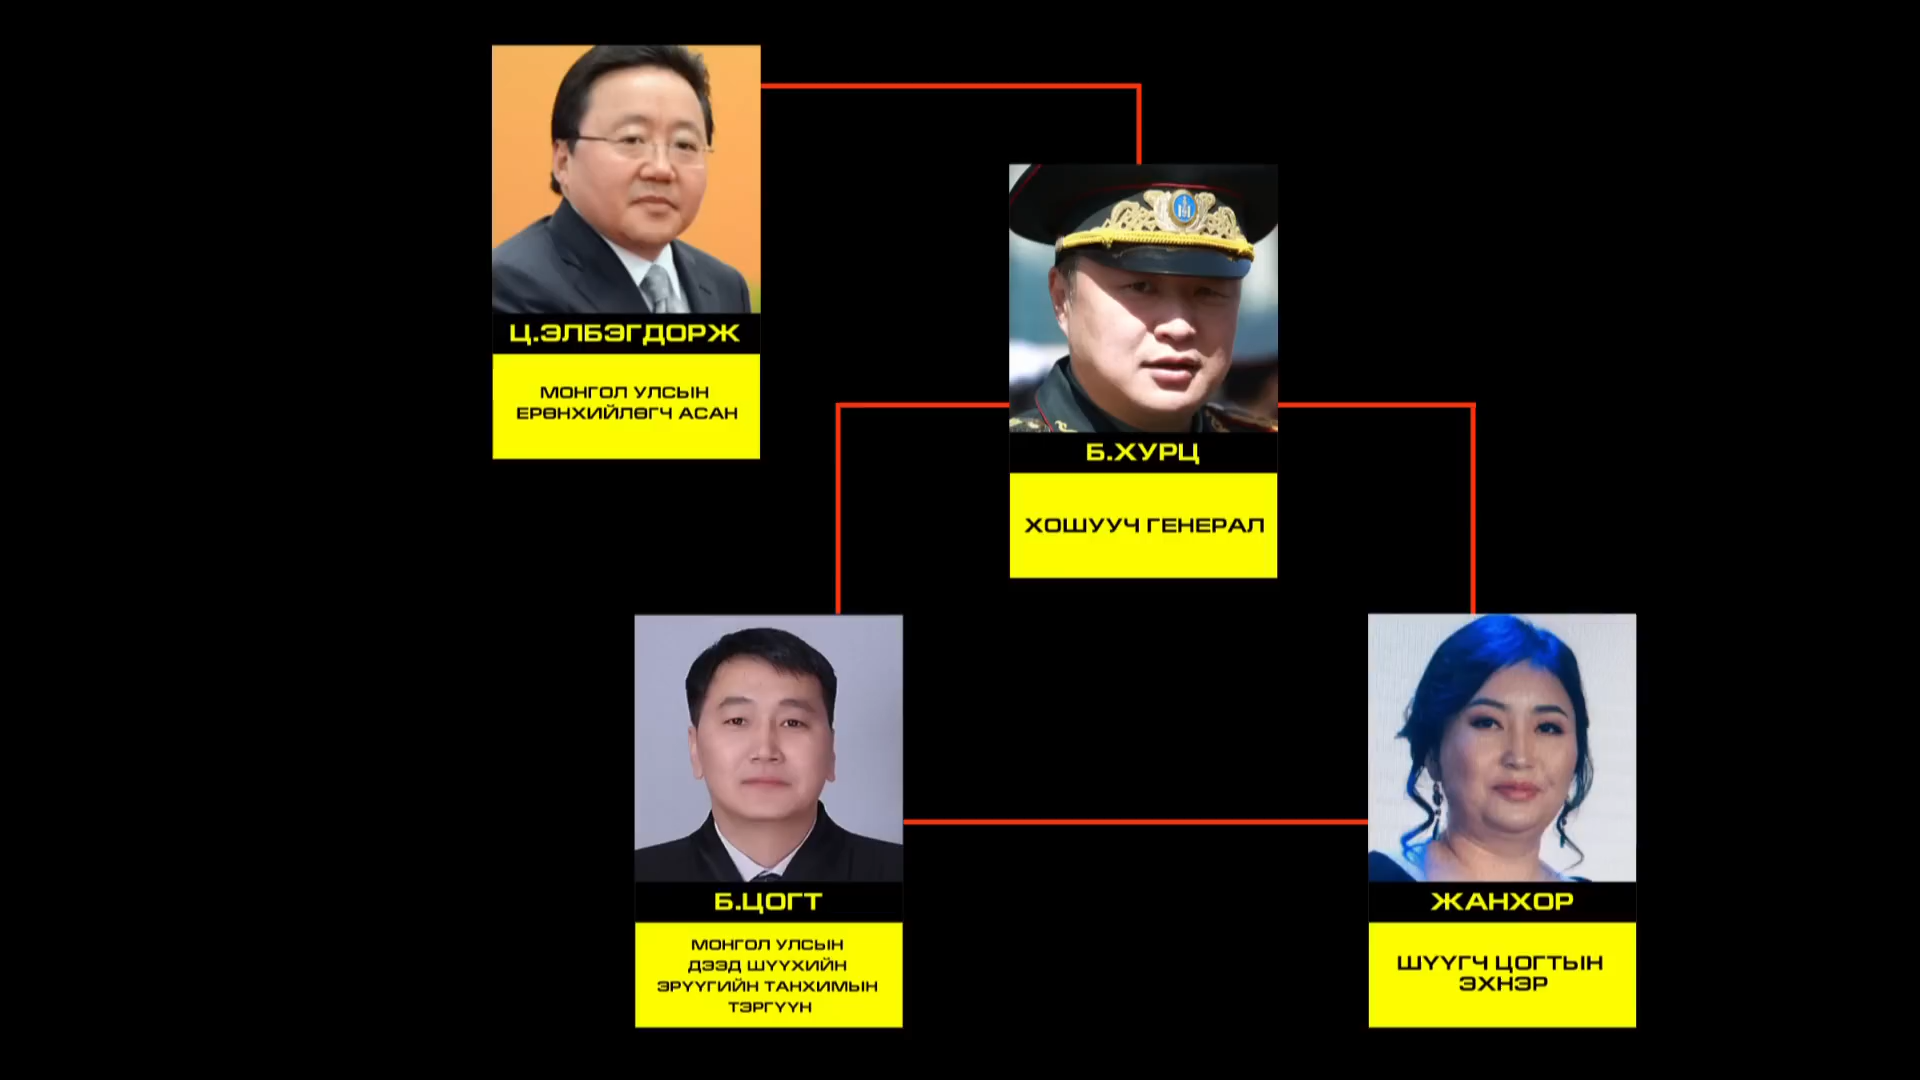 Ц.ЭЛБЭГДОРЖ
МОНГОЛ УЛСЫН
ЕРӨНХИЙЛӨГЧ АСАН
Б.ХУРЦ
ХОШУУЧ ГЕНЕРАЛ
Б.ЦОГТ
МОНГОЛ УЛСЫН
ДЭЭД ШҮҮХИЙН
ЭРҮҮГИЙН ТАНХИМЫН
ТЭРГҮҮН
ЖАНХОР
ШҮҮГЧ ЦОГТЫН
ЭХНЭР